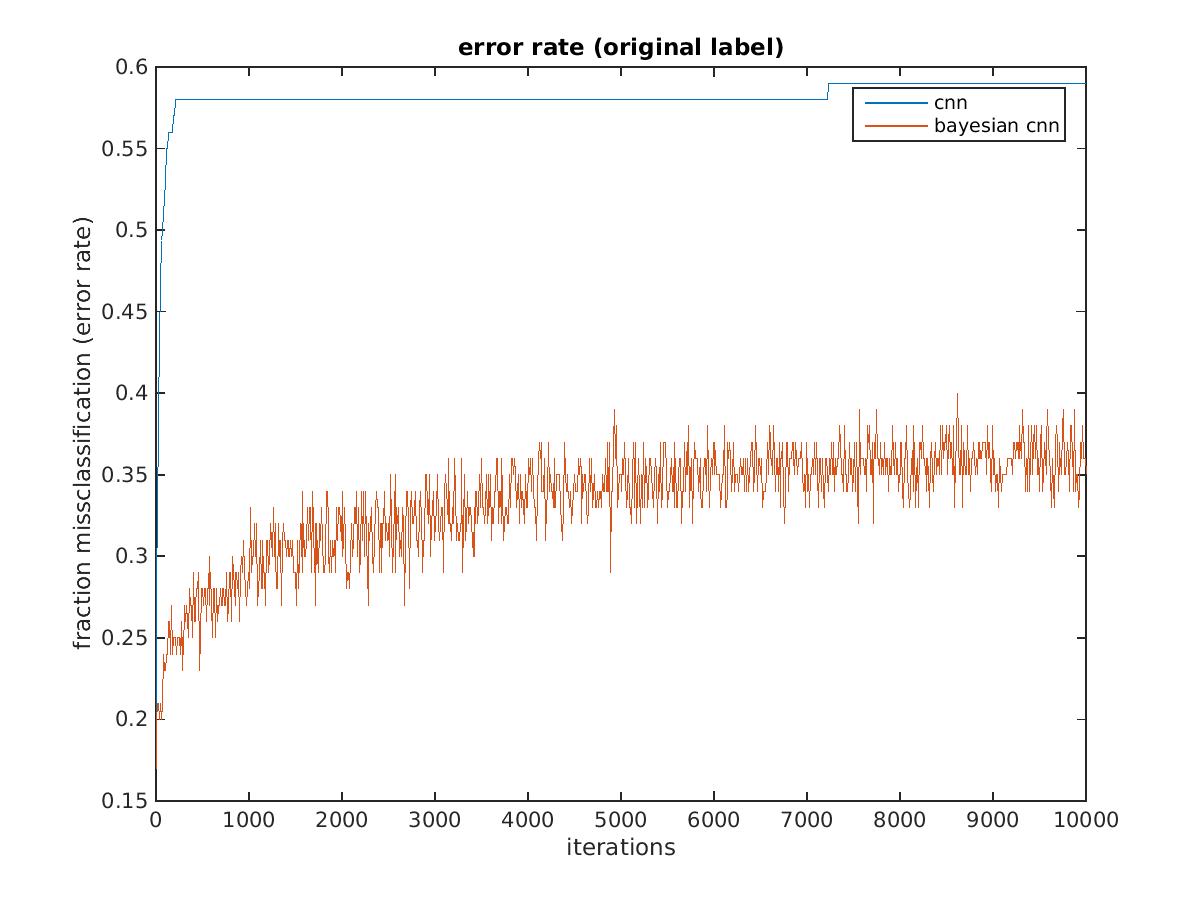 error rate (original label)
0.6
0.55
0.5
0.45
0.4
0.35
0.3
0.25
0.2
0.15
fraction missclasification (error rate)
cnn
bayesian cnn
0 1000 2000 3000 4000 5000 6000 7000 8000 9000 10000
iterations